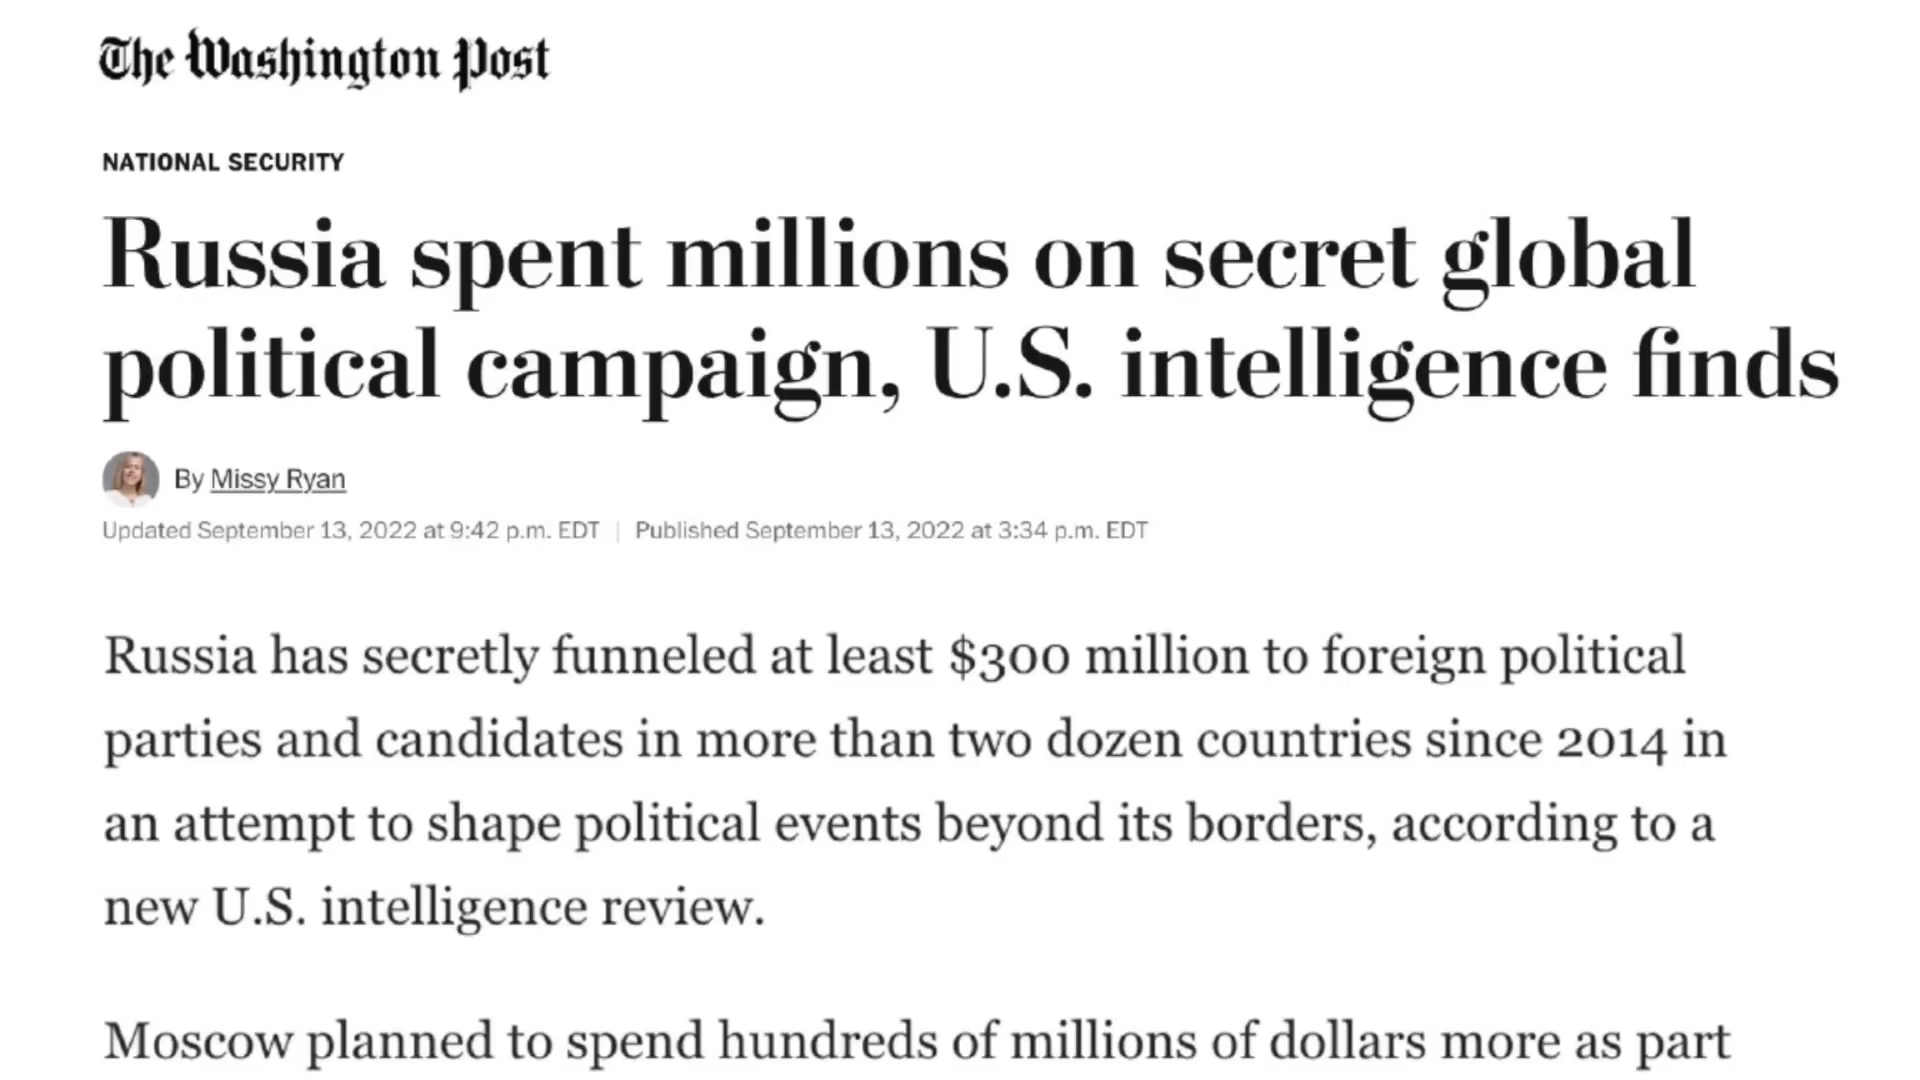 The Washington Post
NATIONAL SECURITY
Russia spent millions on secret global
political campaign, U.S. intelligence finds
By Missy Ryan
Updated September 13, 2022 at 9:42 p.m. EDT | Published September 13, 2022 at 3:34 p.m. EDT
Russia has secretly funneled at least $300 million to foreign political
parties and candidates in more than two dozen countries since 2014 in
an attempt to shape political events beyond its borders, according to a
new U.S. intelligence review.
Moscow planned to spend hundreds of millions of dollars more as part